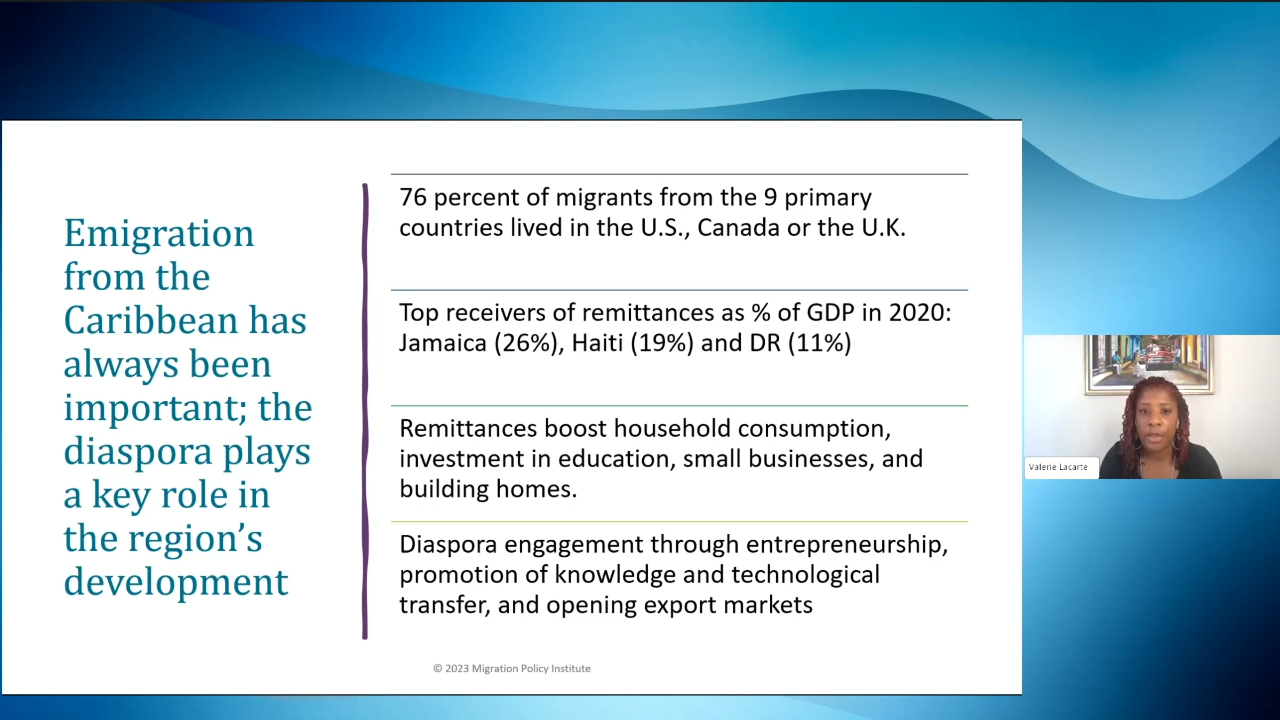 Emigration
from the
Caribbean has
always been
important; the
diaspora plays
a key role in
the region’s
development
76 percent of migrants from the 9 primary
countries lived in the U.S., Canada or the U.K.
Top receivers of remittances as % of GDP in 2020:
Jamaica (26%), Haiti (19%) and DR (11%)
Remittances boost household consumption,
investment in education, small businesses, and
building homes.
Diaspora engagement through entrepreneurship,
promotion of knowledge and technological
transfer, and opening export markets
© 2023 Migration Policy Institute
Valerie Lacarte